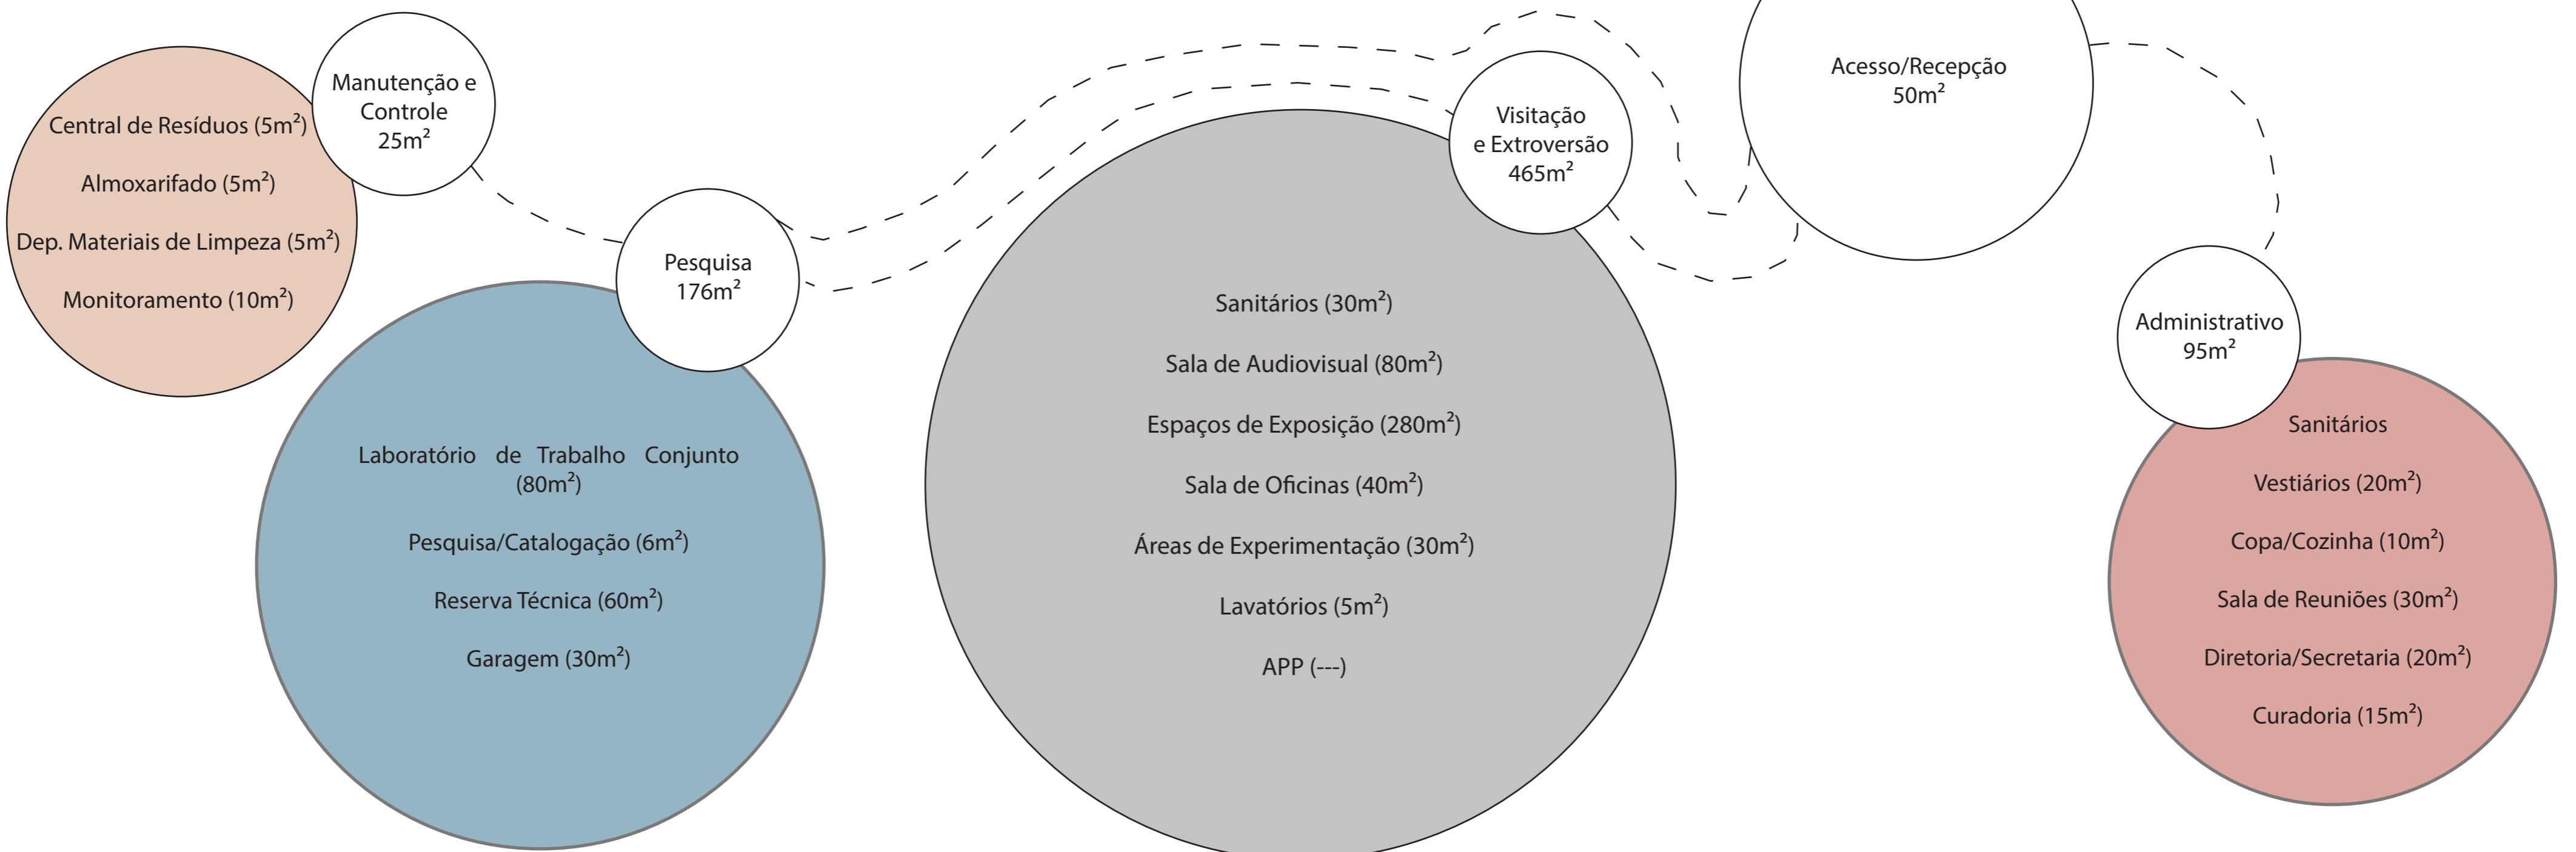 Manutenção e
Controle
25m²
Central de Resíduos (5m²)
Almoxarifado (5m²)
Dep. Materiais de Limpeza (5m²)
Monitoramento (10m²)
Pesquisa
176m²
Laboratório de Trabalho Conjunto
(80m²)
Pesquisa/Catalogação (6m²)
Reserva Técnica (60m²)
Garagem (30m²)
Visitação
e Extroversão
465m²
Sanitários (30m²)
Sala de Audiovisual (80m²)
Espaços de Exposição (280m²)
Sala de Oficinas (40m²)
Áreas de Experimentação (30m²)
Lavatórios (5m²)
APP (---)
Acesso/Recepção
50m²
Administrativo
95m²
Sanitários
Vestiários (20m²)
Copa/Cozinha (10m²)
Sala de Reuniões (30m²)
Diretoria/Secretaria (20m²)
Curadoria (15m²)